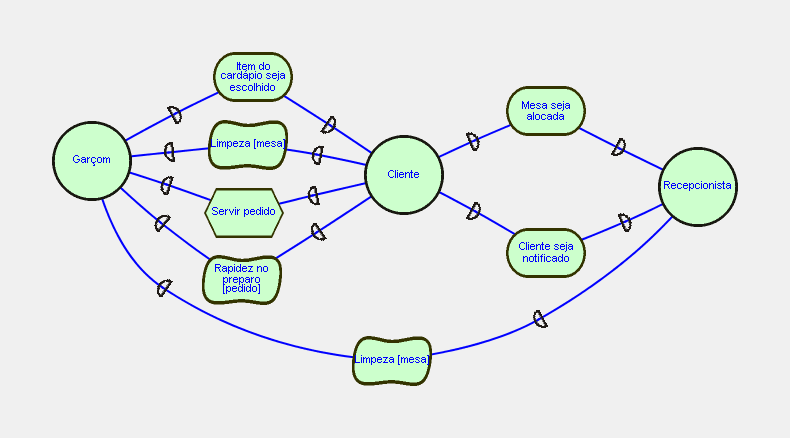 Item do
cardápio seja
escolhido
Limpeza [mesa]
Garçom
Servir pedido
Rapidez no
preparo
[pedido]
Cliente
Mesa seja
alocada
Recepcionista
Cliente seja
notificado
Limpeza [mesa]